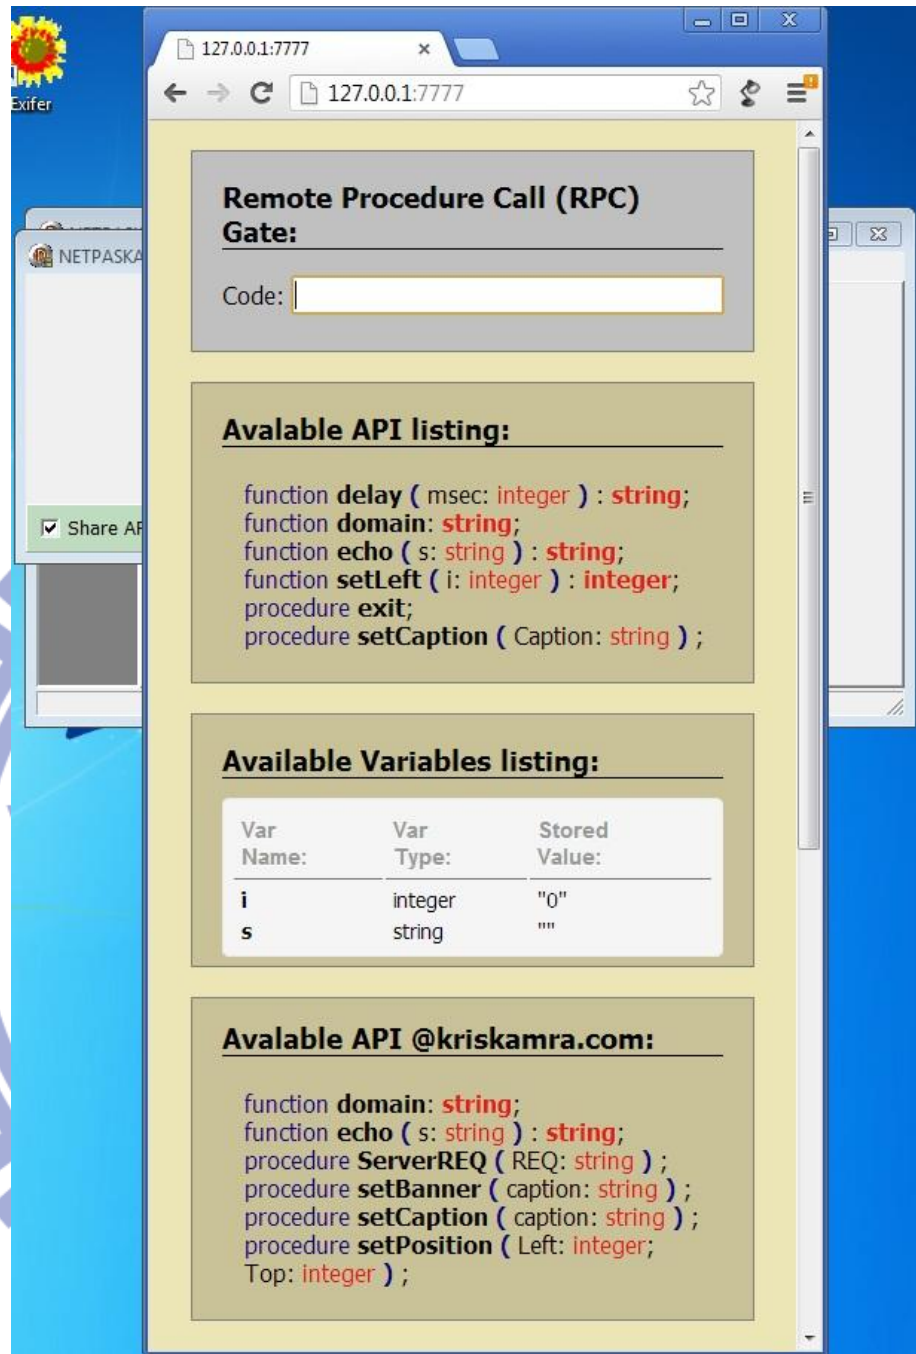 127.0.0.1:7777
127.0.0.1:7777
Exifer
NETPASKA
Share AP
Remote Procedure Call (RPC)
Gate:
Code:
Avalable API listing:
function delay ( msec: integer ) : string;
function domain: string;
function echo ( s: string ) : string;
function setLeft ( i: integer ) : integer;
procedure exit;
procedure setCaption ( Caption: string ) ;
Available Variables listing:
Var Name: Var Type: Stored Value:
i integer "0"
s string ""
Avalable API @kriskamra.com:
function domain: string;
function echo ( s: string ) : string;
procedure ServerREQ ( REQ: string ) ;
procedure setBanner ( caption: string ) ;
procedure setCaption ( caption: string ) ;
procedure setPosition ( Left: integer;
Top: integer ) ;